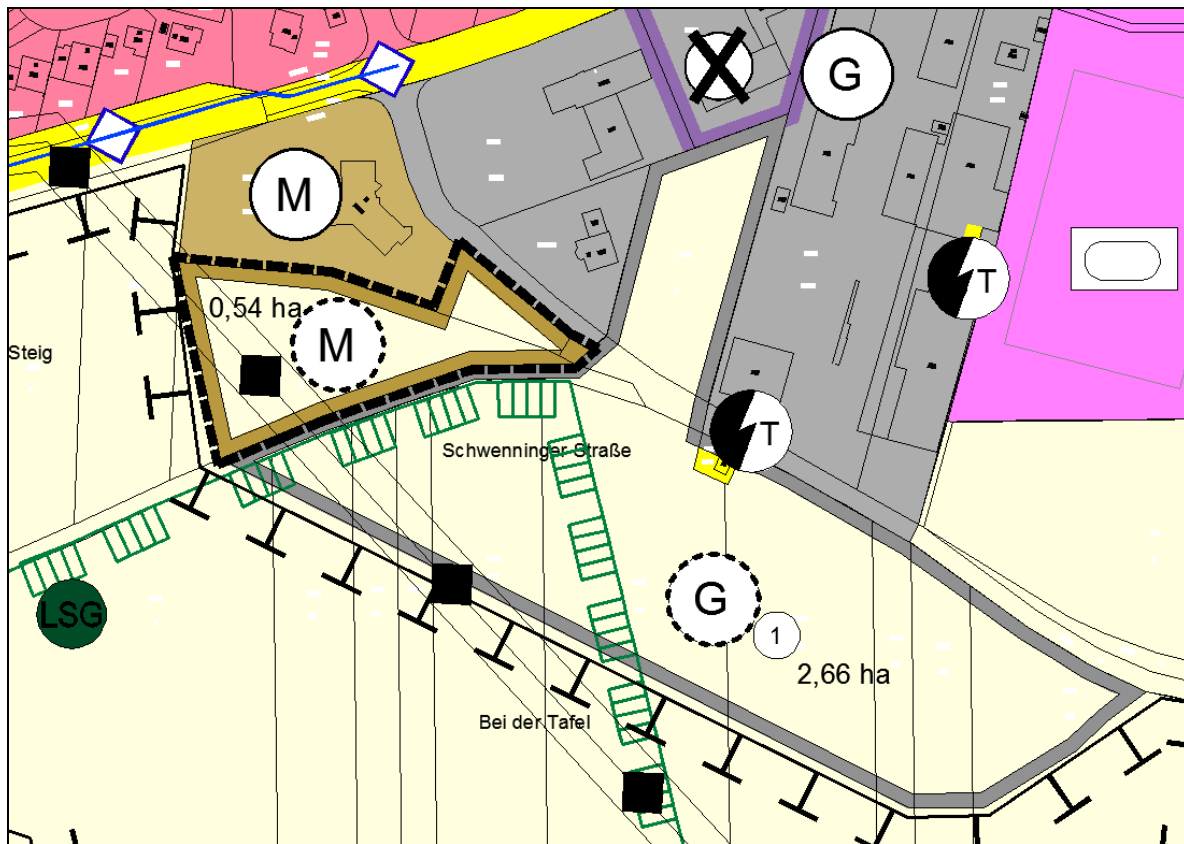 G
M
T
0,54 ha
M
Steig
T
Schwenninger Straße
G
LSG
1
2,66 ha
Bei der Tafel